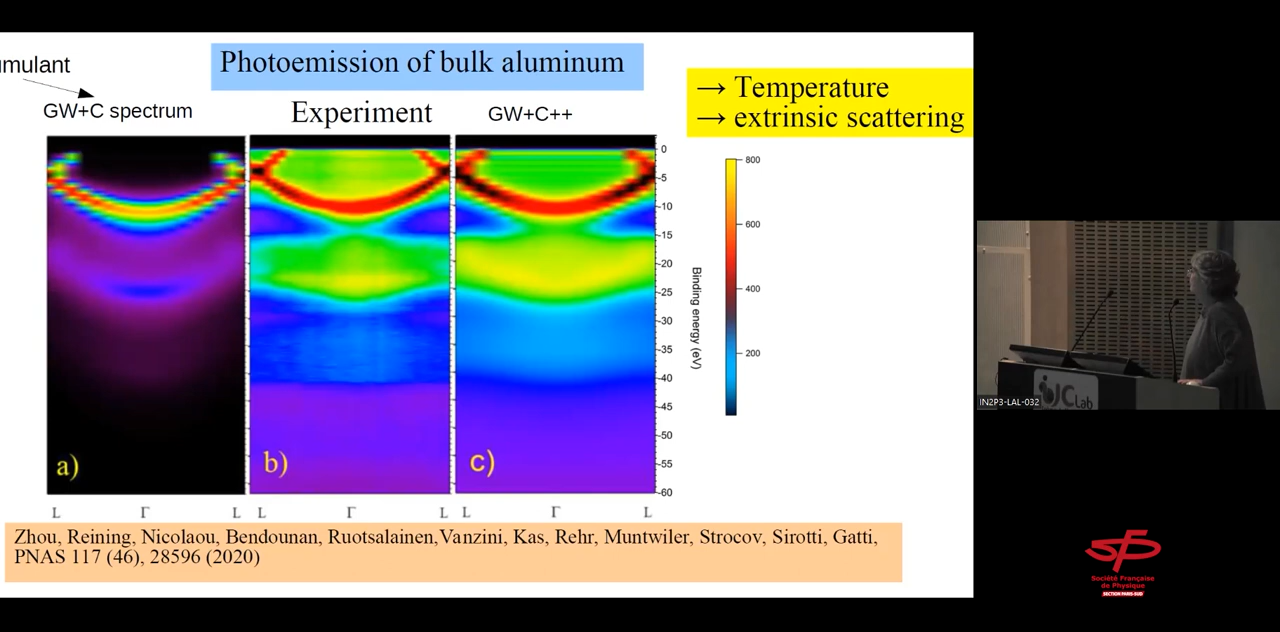 umulant
Photoemission of bulk aluminum
→ Temperature
→ extrinsic scattering
GW+C spectrum
Experiment
GW+C++
0
-5
-10
-15
-20
-25
-30
-35
-40
-45
-50
-55
-60
Binding energy (eV)
800
600
400
200
a)
b)
c)
L Γ L
L Γ L
L Γ L
Zhou, Reining, Nicolaou, Bendounan, Ruotsalainen,Vanzini, Kas, Rehr, Muntwiler, Strocov, Sirotti, Gatti,
PNAS 117 (46), 28596 (2020)
IJCLab
IN2P3-LAL-032
sfp
Société Française
de Physique
SECTION PARIS-SUD